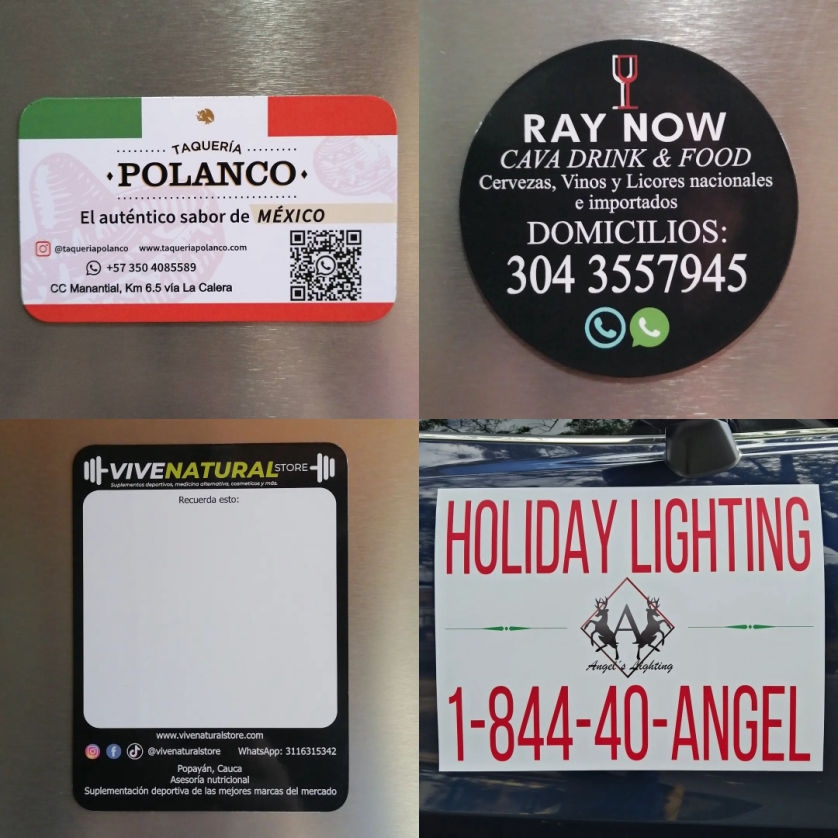 TAQUERÍA
POLANCO
El auténtico sabor de MÉXICO
@taqueriapolanco www.taqueriapolanco.com
+57 350 4085589
CC Manantial, Km 6.5 vía La Calera
RAY NOW
CAVA DRINK & FOOD
Cervezas, Vinos y Licores nacionales
e importados
DOMICILIOS:
304 3557945
VIVENATURALSTORE
Suplementos deportivos, medicina alternativa, cosmeticos y más.
Recuerda esto:
www.vivenaturalstore.com
@vivenaturalstore WhatsApp: 3116315342
Popayán, Cauca
Asesoría nutricional
Suplementación deportiva de las mejores marcas del mercado
HOLIDAY LIGHTING
A
Angel's Lighting
1-844-40-ANGEL